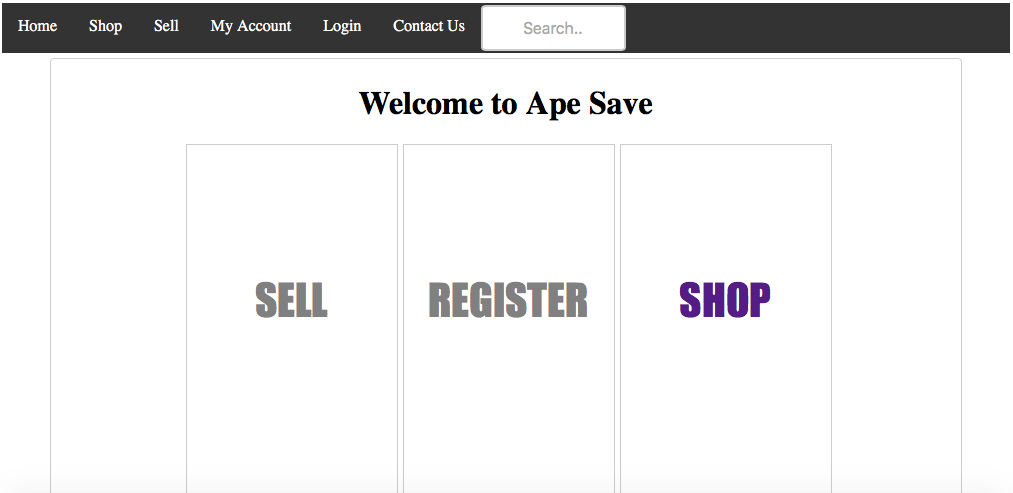 Home Shop Sell My Account Login Contact Us Search..
Welcome to Ape Save
SELL REGISTER SHOP